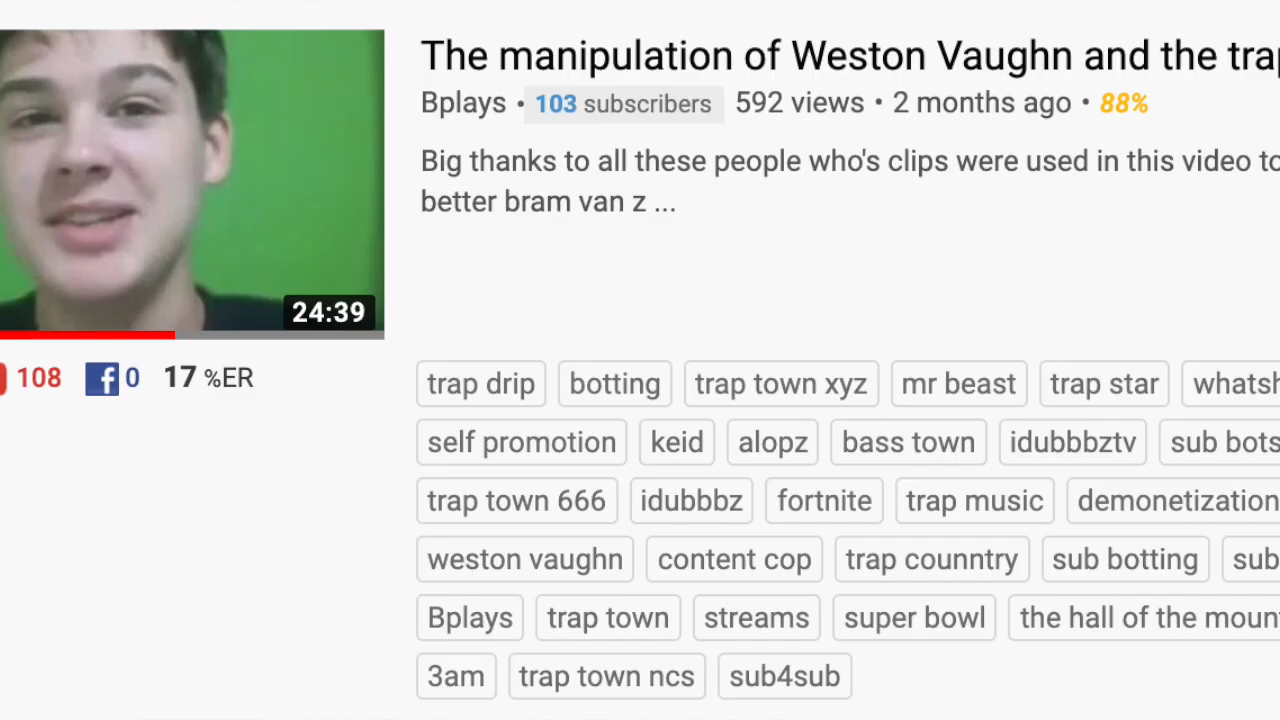 The manipulation of Weston Vaughn and the trap
Bplays • 103 subscribers 592 views • 2 months ago • 88%
Big thanks to all these people who's clips were used in this video to
better bram van z ...
24:39
108 f 0 17 %ER
trap drip botting trap town xyz mr beast trap star whatsh
self promotion keid alopz bass town idubbbztv sub bots
trap town 666 idubbbz fortnite trap music demonetization
weston vaughn content cop trap counntry sub botting sub
Bplays trap town streams super bowl the hall of the moun
3am trap town ncs sub4sub